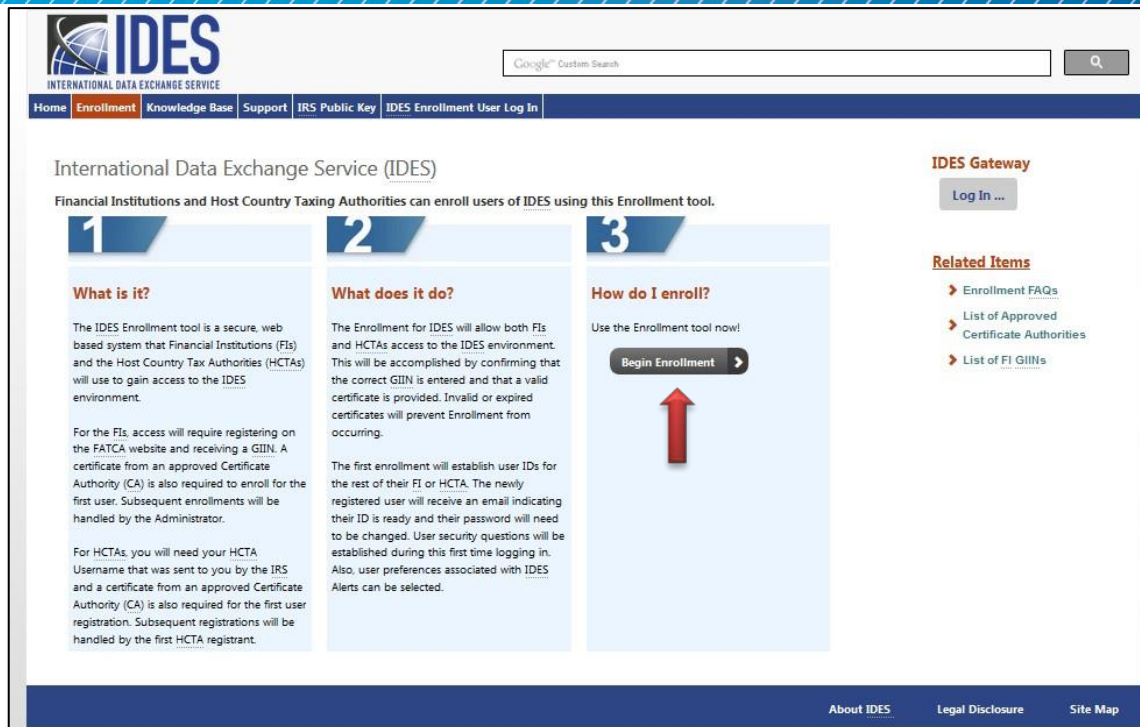 IDES
INTERNATIONAL DATA EXCHANGE SERVICE
Google™ Custom Search
Home Enrollment Knowledge Base Support IRS Public Key IDES Enrollment User Log In
International Data Exchange Service (IDES)
Financial Institutions and Host Country Taxing Authorities can enroll users of IDES using this Enrollment tool.
1
What is it?
The IDES Enrollment tool is a secure, web
based system that Financial Institutions (FIs)
and the Host Country Tax Authorities (HCTAs)
will use to gain access to the IDES
environment.
For the FIs, access will require registering on
the FATCA website and receiving a GIIN. A
certificate from an approved Certificate
Authority (CA) is also required to enroll for the
first user. Subsequent enrollments will be
handled by the Administrator.
For HCTAs, you will need your HCTA
Username that was sent to you by the IRS
and a certificate from an approved Certificate
Authority (CA) is also required for the first user
registration. Subsequent registrations will be
handled by the first HCTA registrant.
2
What does it do?
The Enrollment for IDES will allow both FIs
and HCTAs access to the IDES environment.
This will be accomplished by confirming that
the correct GIIN is entered and that a valid
certificate is provided. Invalid or expired
certificates will prevent Enrollment from
occurring.
The first enrollment will establish user IDs for
the rest of their FI or HCTA. The newly
registered user will receive an email indicating
their ID is ready and their password will need
to be changed. User security questions will be
established during this first time logging in.
Also, user preferences associated with IDES
Alerts can be selected.
3
How do I enroll?
Use the Enrollment tool now!
Begin Enrollment
IDES Gateway
Log In ...
Related Items
Enrollment FAQs
List of Approved
Certificate Authorities
List of FI GIINs
About IDES Legal Disclosure Site Map